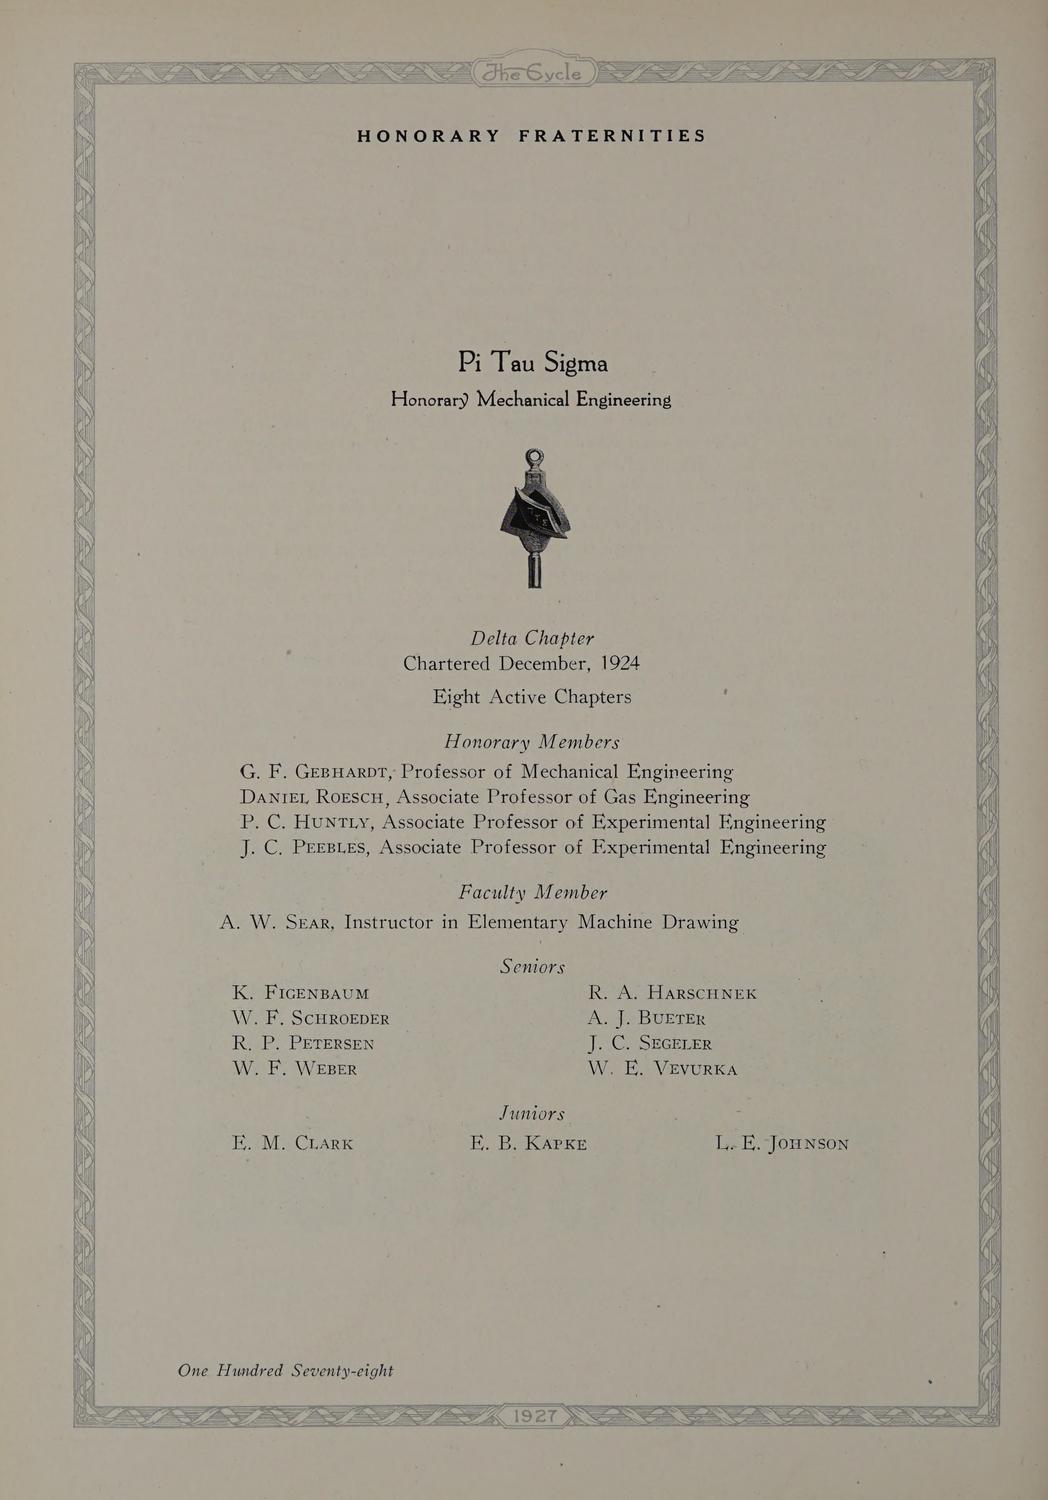 The Cycle
HONORARY FRATERNITIES
Pi Tau Sigma
Honorary Mechanical Engineering
Π Τ Σ
Delta Chapter
Chartered December, 1924
Eight Active Chapters
Honorary Members
G. F. GEBHARDT, Professor of Mechanical Engineering
DANIEL ROESCH, Associate Professor of Gas Engineering
P. C. HUNTLY, Associate Professor of Experimental Engineering
J. C. PEEBLES, Associate Professor of Experimental Engineering
Faculty Member
A. W. SEAR, Instructor in Elementary Machine Drawing
Seniors
K. FIGENBAUM R. A. HARSCHNEK
W. F. SCHROEDER A. J. BUETER
R. P. PETERSEN J. C. SEGELER
W. F. WEBER W. E. VEVURKA
Juniors
E. M. CLARK E. B. KAPKE L. E. JOHNSON
One Hundred Seventy-eight
1927